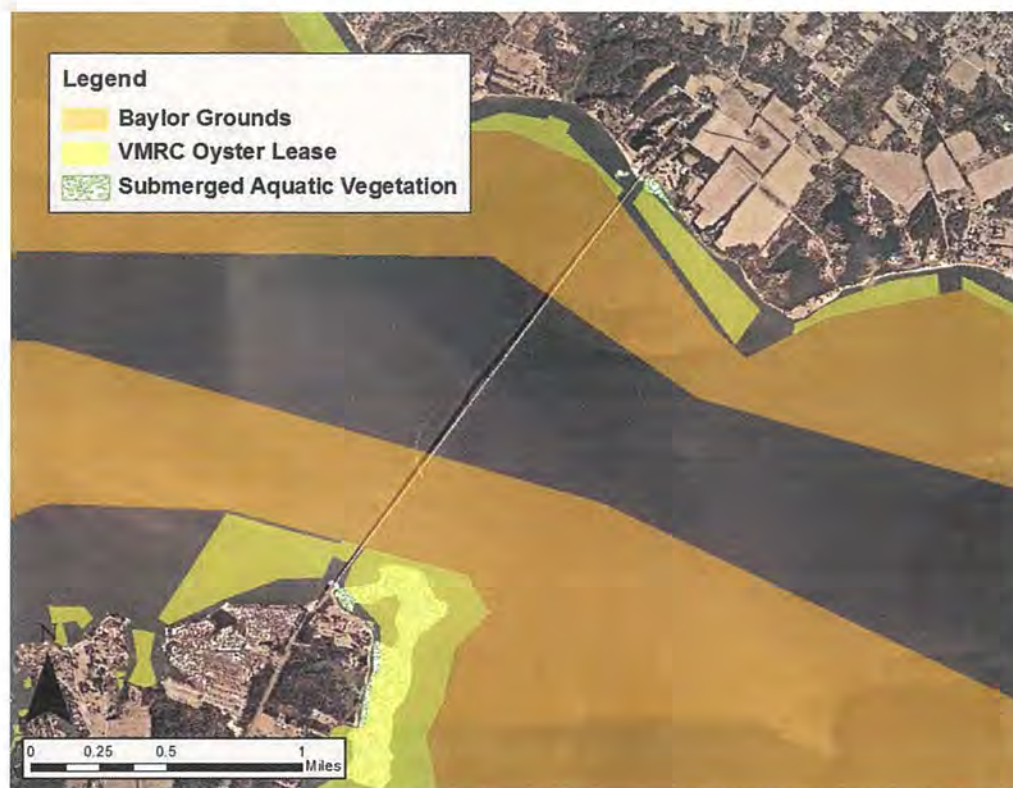 Legend
Baylor Grounds
VMRC Oyster Lease
Submerged Aquatic Vegetation
N
0 0.25 0.5 1
Miles